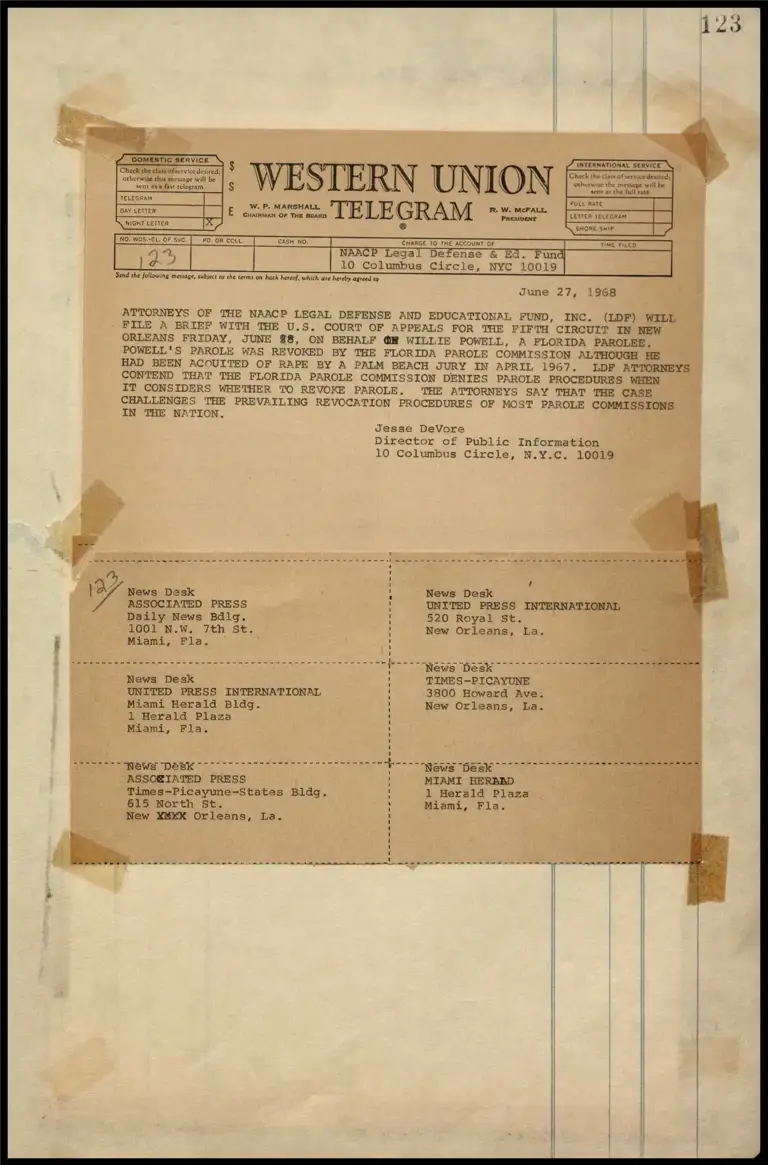 123
DOMESTIC SERVICE
Check the class of service desired;
otherwise this message will be
sent as a fast telegram
TELEGRAM
DAY LETTER
NIGHT LETTER X
$
S
E
WESTERN UNION
TELEGRAM
®
W. P. MARSHALL
CHAIRMAN OF THE BOARD
R. W. McFALL
PRESIDENT
INTERNATIONAL SERVICE
Check the class of service desired;
otherwise the message will be
sent at the full rate
FULL RATE
LETTER TELEGRAM
SHORE SHIP
NO. WDS.-CL. OF SVC. PD. OR COLL. CASH NO. CHARGE TO THE ACCOUNT OF TIME FILED
123
NAACP Legal Defense & Ed. Fund
10 Columbus Circle, NYC 10019
Send the following message, subject to the terms on back hereof, which are hereby agreed to
June 27, 1968
ATTORNEYS OF THE NAACP LEGAL DEFENSE AND EDUCATIONAL FUND, INC. (LDF) WILL
FILE A BRIEF WITH THE U.S. COURT OF APPEALS FOR THE FIFTH CIRCUIT IN NEW
ORLEANS FRIDAY, JUNE 28, ON BEHALF OF WILLIE POWELL, A FLORIDA PAROLEE.
POWELL'S PAROLE WAS REVOKED BY THE FLORIDA PAROLE COMMISSION ALTHOUGH HE
HAD BEEN ACQUITED OF RAPE BY A PALM BEACH JURY IN APRIL 1967. LDF ATTORNEYS
CONTEND THAT THE FLORIDA PAROLE COMMISSION DENIES PAROLE PROCEDURES WHEN
IT CONSIDERS WHETHER TO REVOKE PAROLE. THE ATTORNEYS SAY THAT THE CASE
CHALLENGES THE PREVAILING REVOCATION PROCEDURES OF MOST PAROLE COMMISSIONS
IN THE NATION.
Jesse DeVore
Director of Public Information
10 Columbus Circle, N.Y.C. 10019
123
News Desk
ASSOCIATED PRESS
Daily News Bdlg.
1001 N.W. 7th St.
Miami, Fla.
News Desk
UNITED PRESS INTERNATIONAL
520 Royal St.
New Orleans, La.
News Desk
UNITED PRESS INTERNATIONAL
Miami Herald Bldg.
1 Herald Plaza
Miami, Fla.
News Desk
TIMES-PICAYUNE
3800 Howard Ave.
New Orleans, La.
News Desk
ASSOCIATED PRESS
Times-Picayune-States Bldg.
615 North St.
New XXXX Orleans, La.
News Desk
MIAMI HERALD
1 Herald Plaza
Miami, Fla.